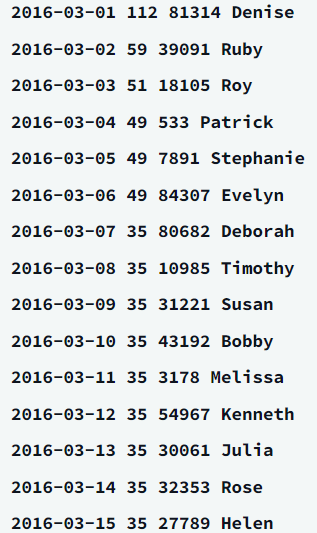 2016-03-01 112 81314 Denise
2016-03-02 59 39091 Ruby
2016-03-03 51 18105 Roy
2016-03-04 49 533 Patrick
2016-03-05 49 7891 Stephanie
2016-03-06 49 84307 Evelyn
2016-03-07 35 80682 Deborah
2016-03-08 35 10985 Timothy
2016-03-09 35 31221 Susan
2016-03-10 35 43192 Bobby
2016-03-11 35 3178 Melissa
2016-03-12 35 54967 Kenneth
2016-03-13 35 30061 Julia
2016-03-14 35 32353 Rose
2016-03-15 35 27789 Helen